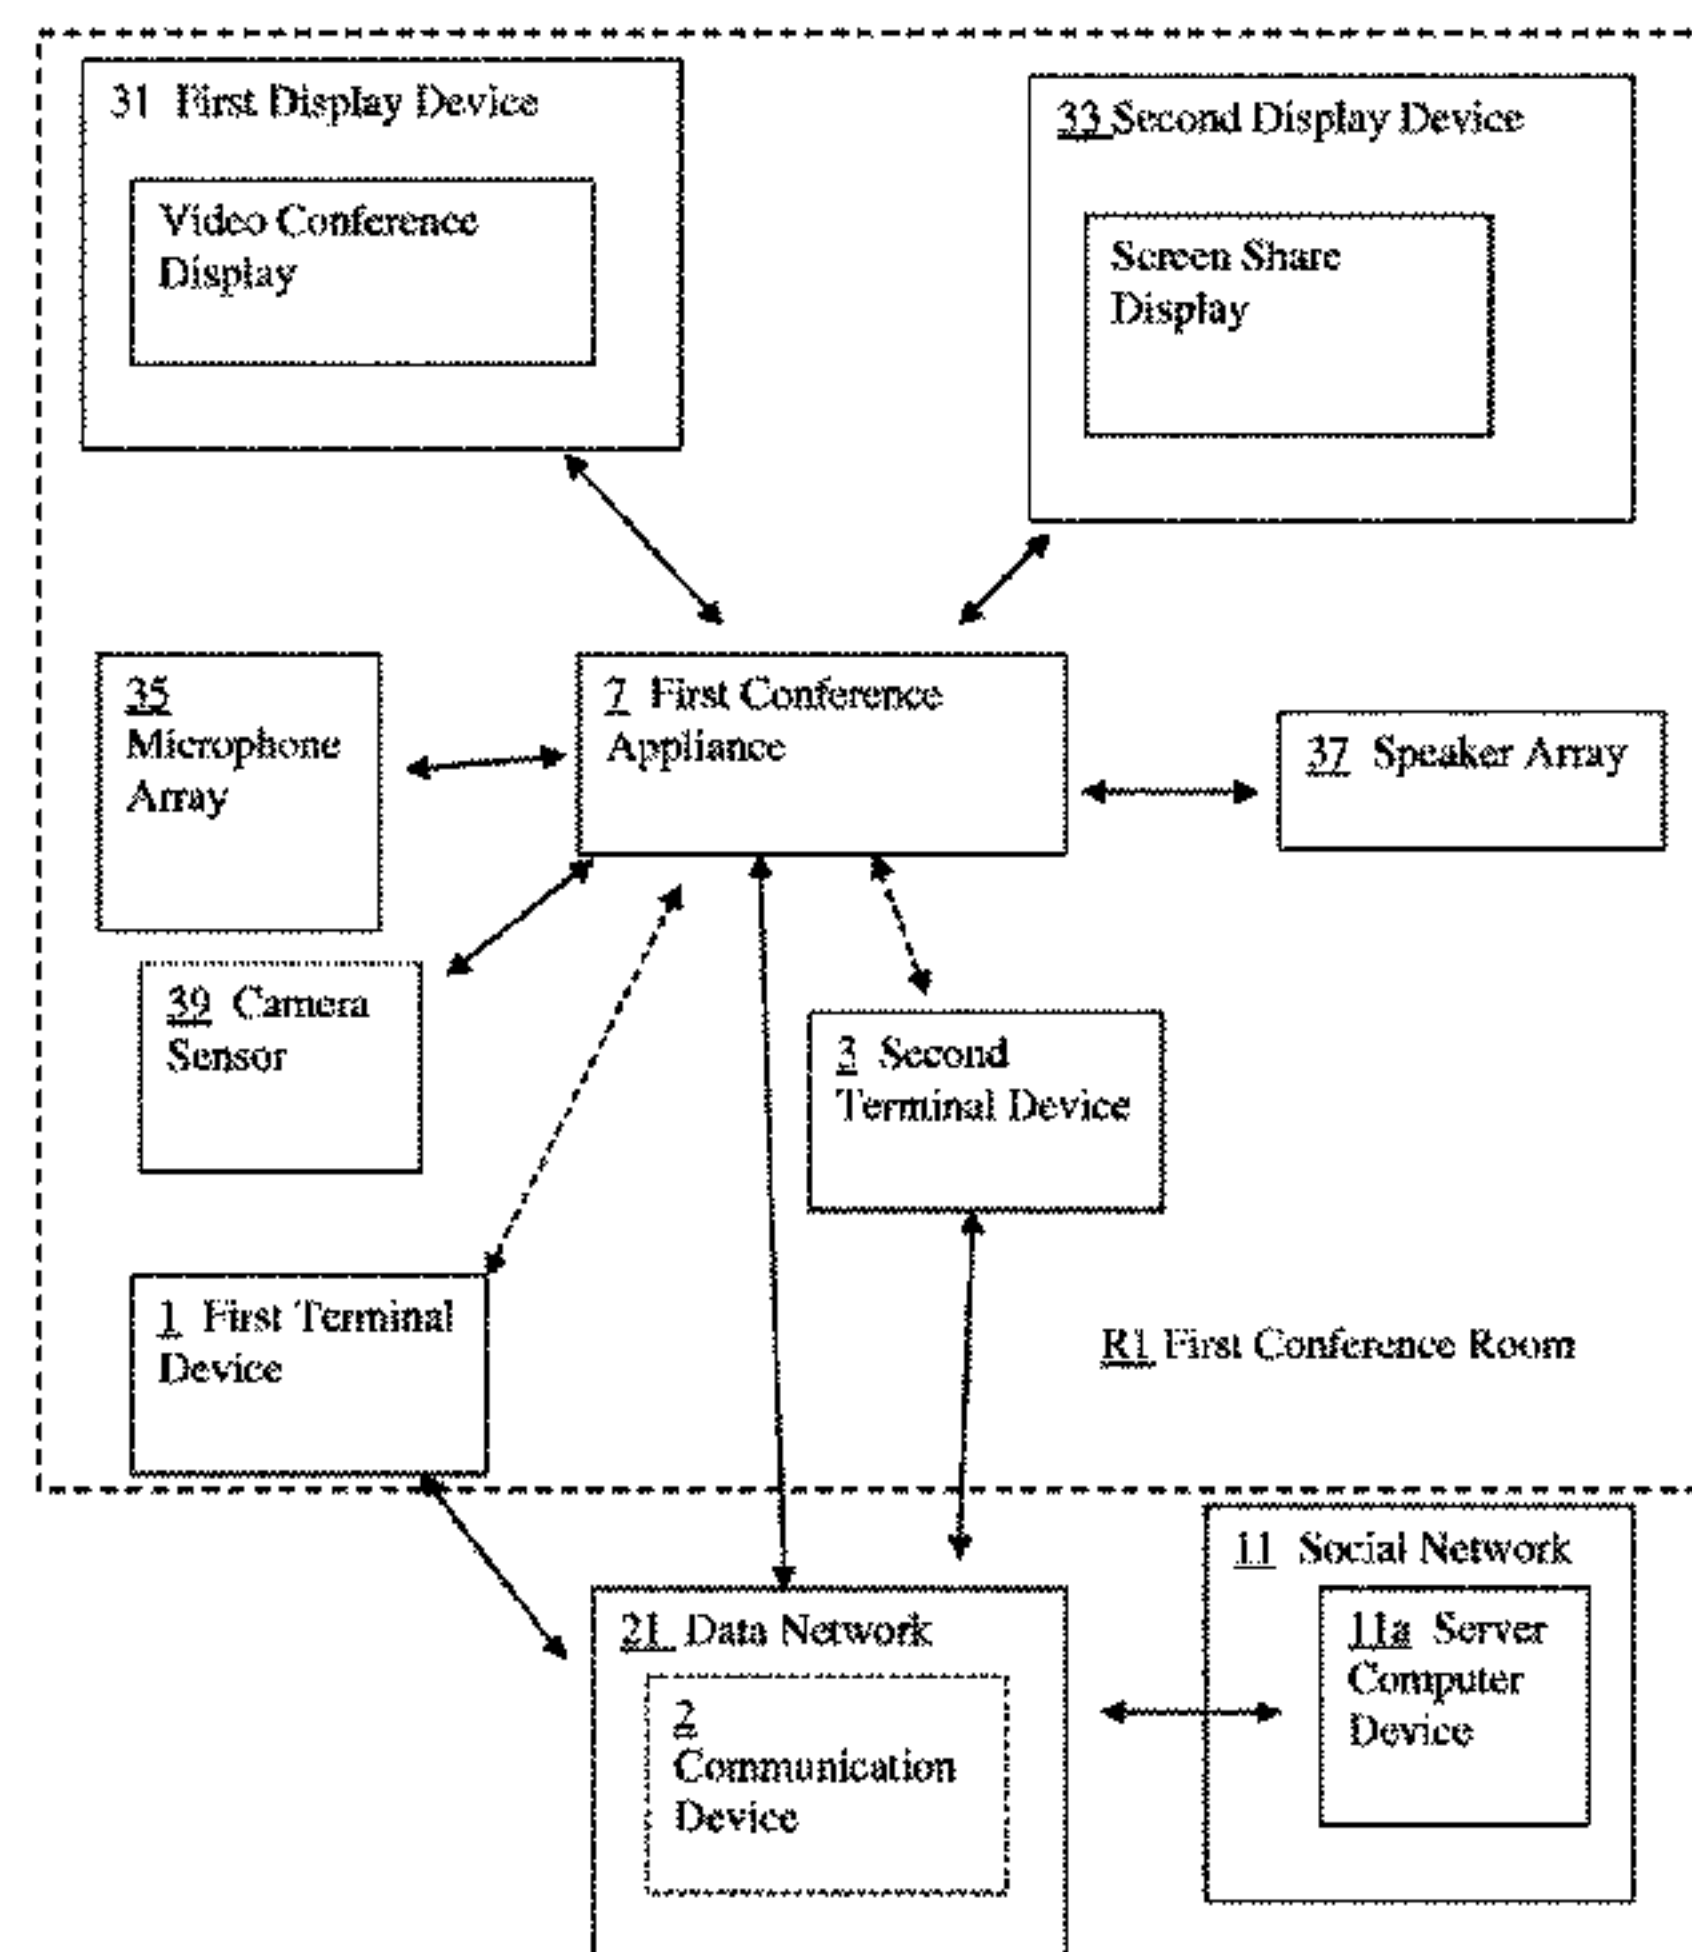 31 First Display Device
Video Conference
Display
33 Second Display Device
Screen Share
Display
35
Microphone
Array
7 First Conference
Appliance
37 Speaker Array
39 Camera
Sensor
3 Second
Terminal Device
1 First Terminal
Device
R1 First Conference Room
21 Data Network
2
Communication
Device
11 Social Network
11a Server
Computer
Device